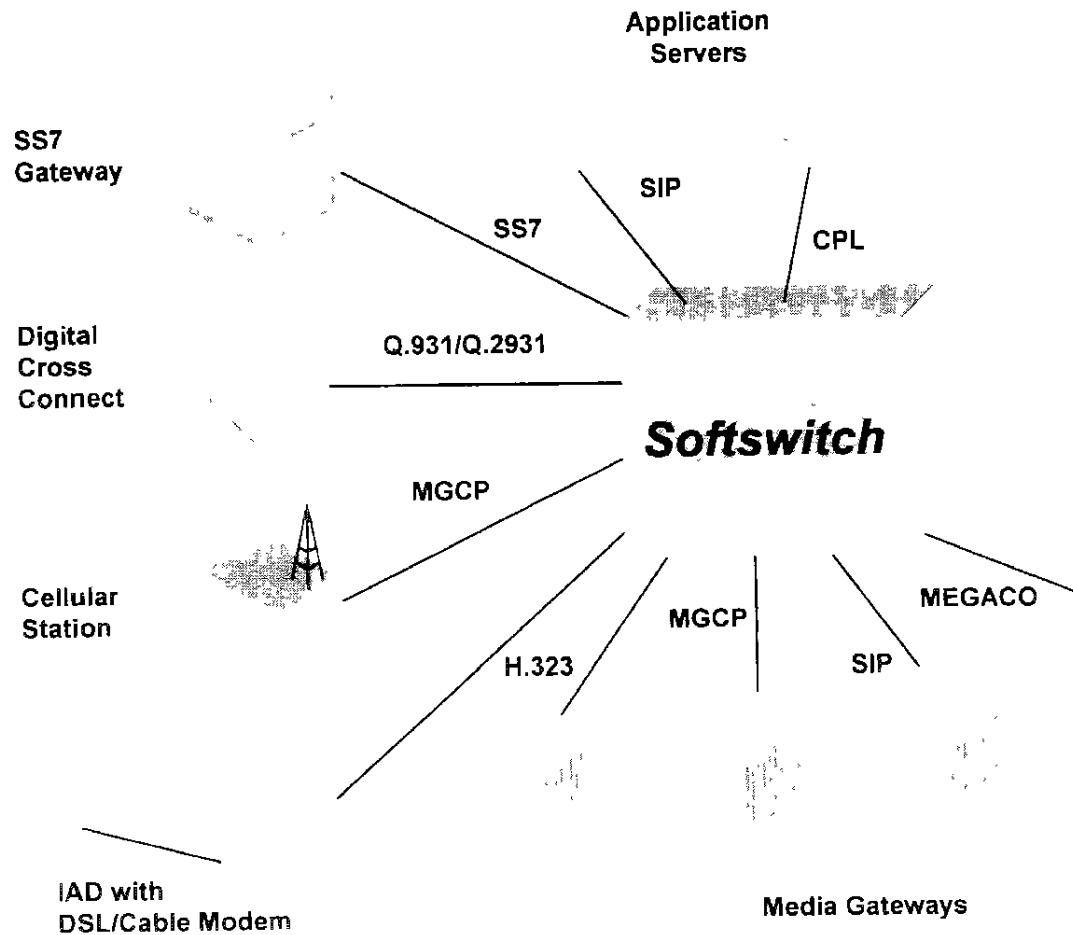 Application
Servers
SS7
Gateway
SIP
SS7
CPL
Digital
Cross
Connect
Q.931/Q.2931
Softswitch
MGCP
Cellular
Station
MEGACO
MGCP
SIP
H.323
IAD with
DSL/Cable Modem
Media Gateways